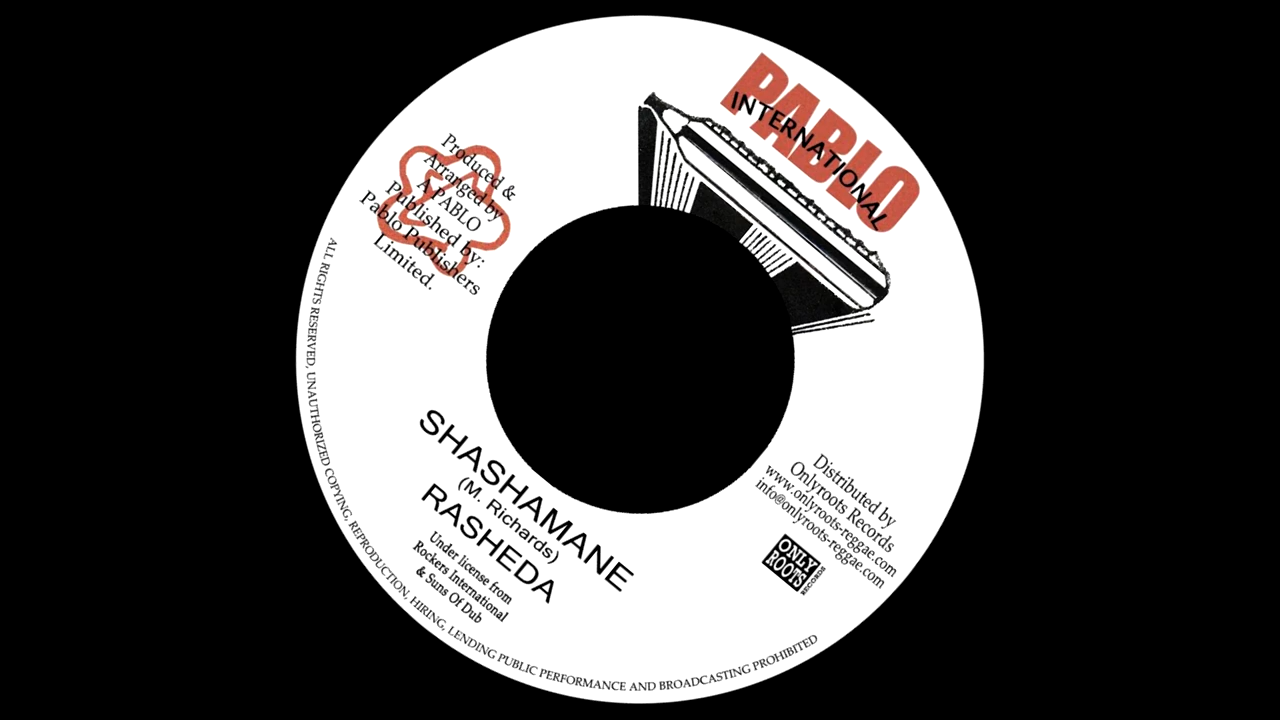 PABLO
INTERNATIONAL
Produced &
Arranged by
A PABLO
Published by:
Pablo Publishers
Limited.
SHASHAMANE
(M. Richards)
RASHEDA
Under license from
Rockers International
& Suns Of Dub
Distributed by
Onlyroots Records
www.onlyroots-reggae.com
info@onlyroots-reggae.com
ONLY
ROOTS
RECORDS
ALL RIGHTS RESERVED, UNAUTHORIZED COPYING, REPRODUCTION, HIRING, LENDING PUBLIC PERFORMANCE AND BROADCASTING PROHIBITED